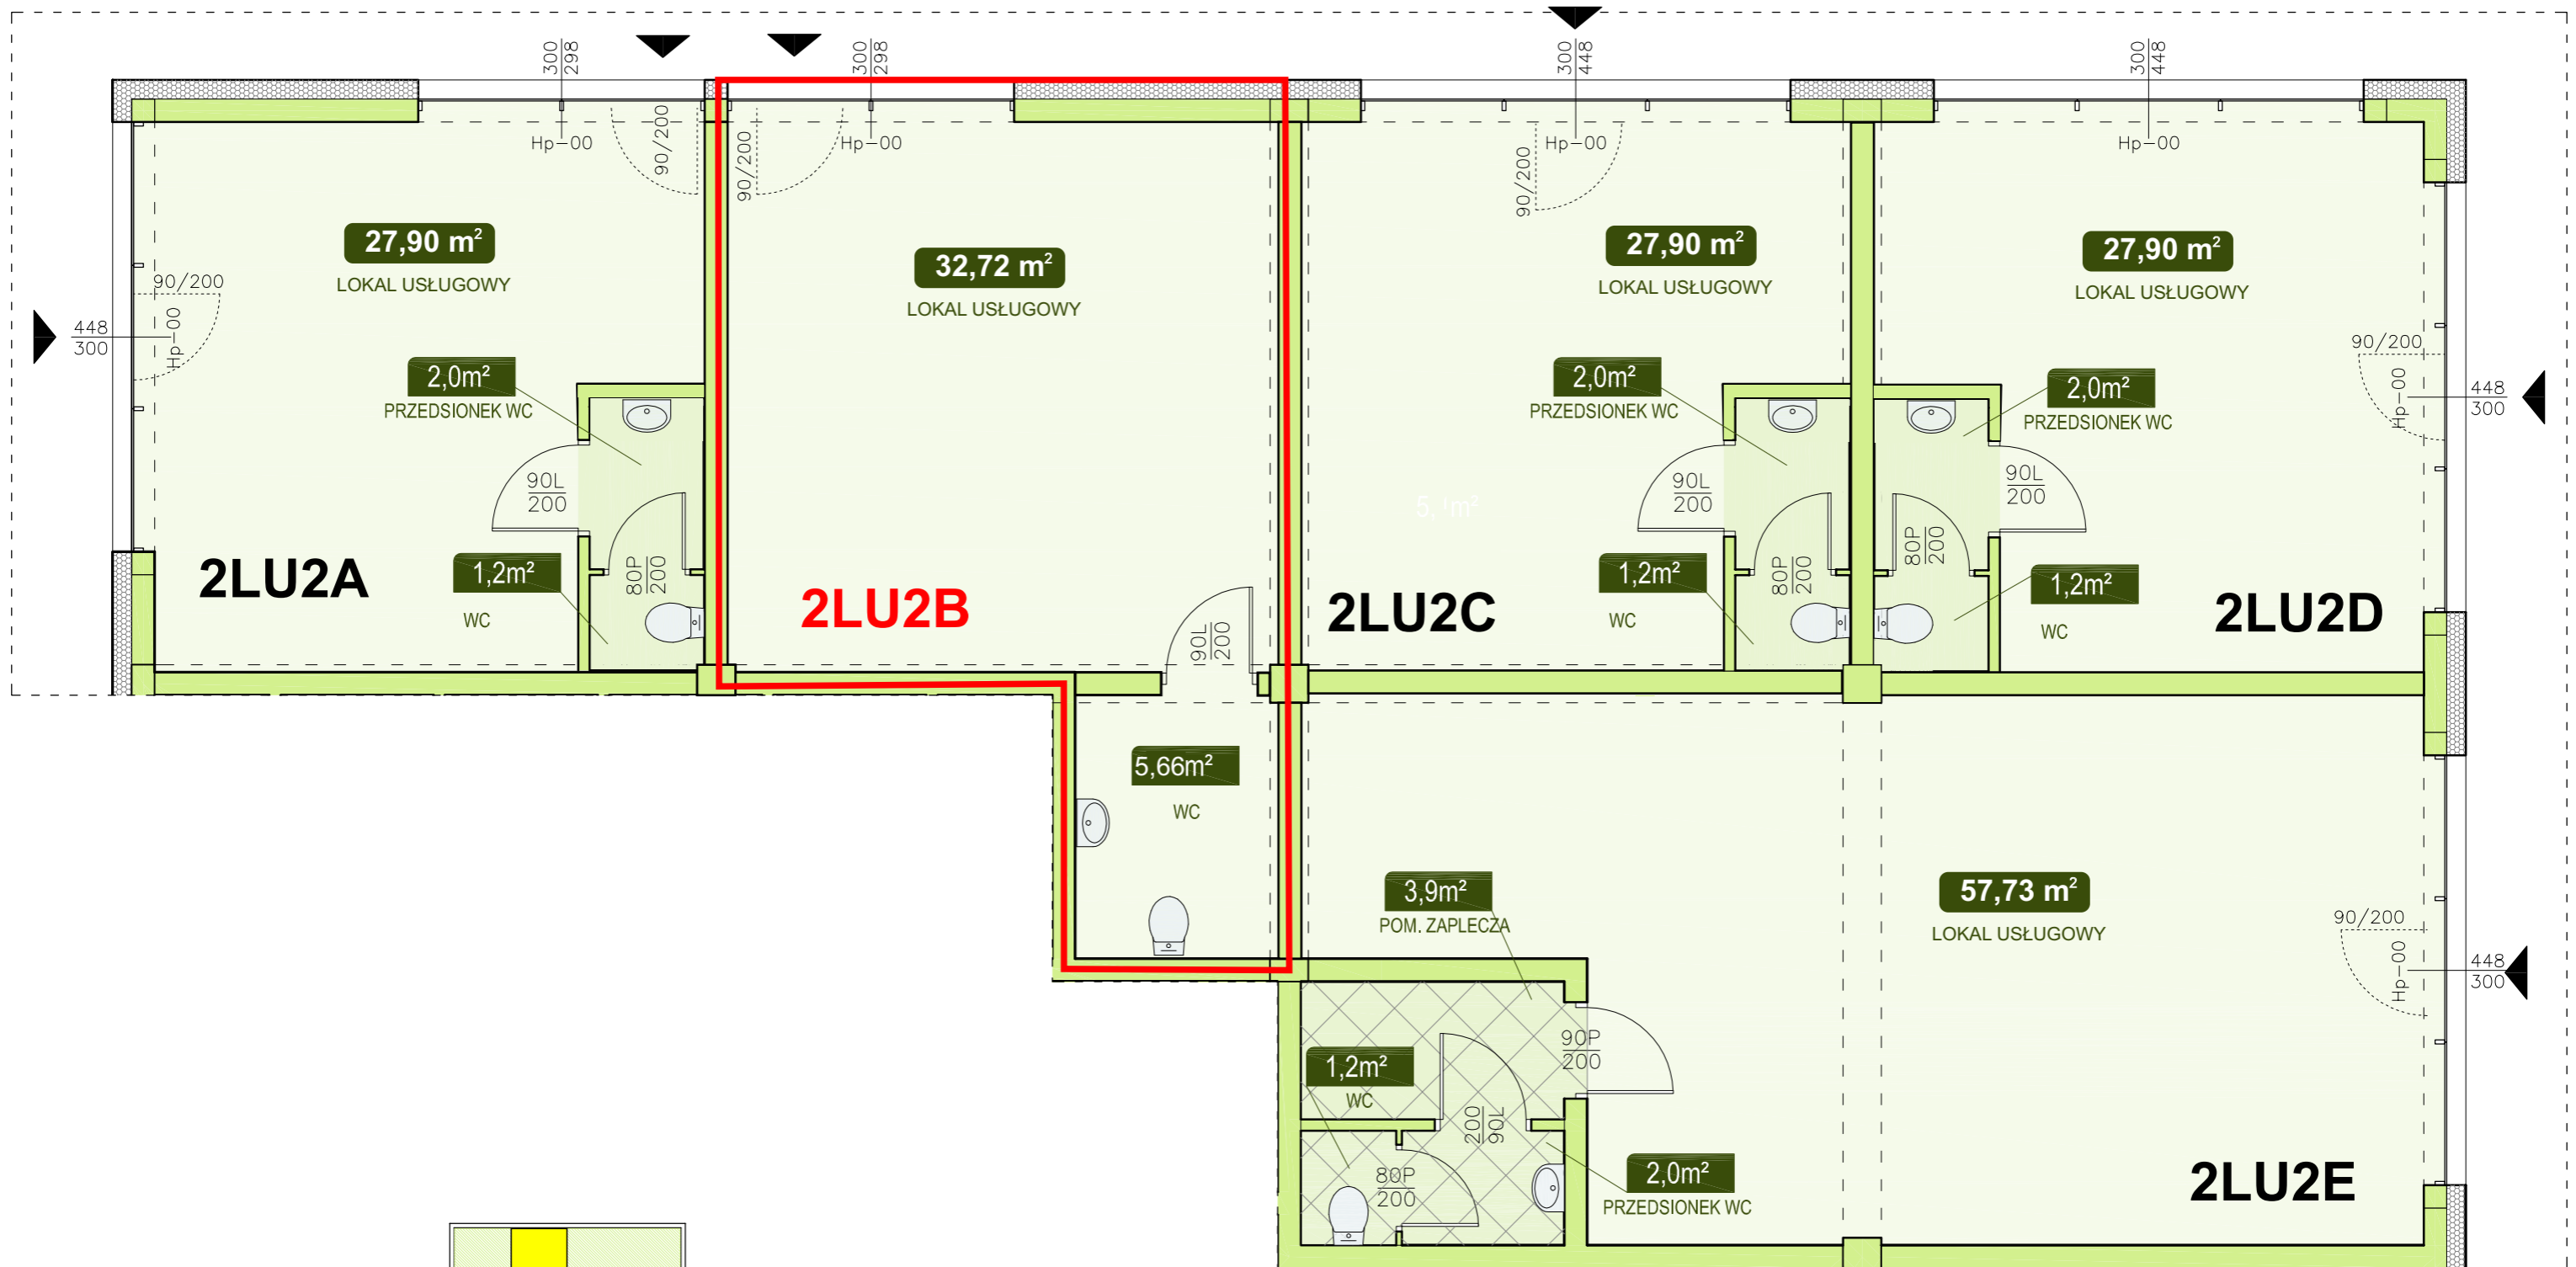 300
298
300
298
300
448
300
448
Hp-00
90/200
90/200
Hp-00
90/200
Hp-00
Hp-00
27,90 m²
LOKAL USŁUGOWY
32,72 m²
LOKAL USŁUGOWY
27,90 m²
LOKAL USŁUGOWY
27,90 m²
LOKAL USŁUGOWY
90/200
Hp-00
448
300
90/200
Hp-00
448
300
2,0m²
PRZEDSIONEK WC
2,0m²
PRZEDSIONEK WC
2,0m²
PRZEDSIONEK WC
90L
200
90L
200
90L
200
80P
200
80P
200
80P
200
1,2m²
WC
1,2m²
WC
1,2m²
WC
2LU2A
2LU2B
2LU2C
2LU2D
90L
200
5,66m²
WC
3,9m²
POM. ZAPLECZA
57,73 m²
LOKAL USŁUGOWY
90/200
Hp-00
448
300
90P
200
1,2m²
WC
200
90L
80P
200
2,0m²
PRZEDSIONEK WC
2LU2E